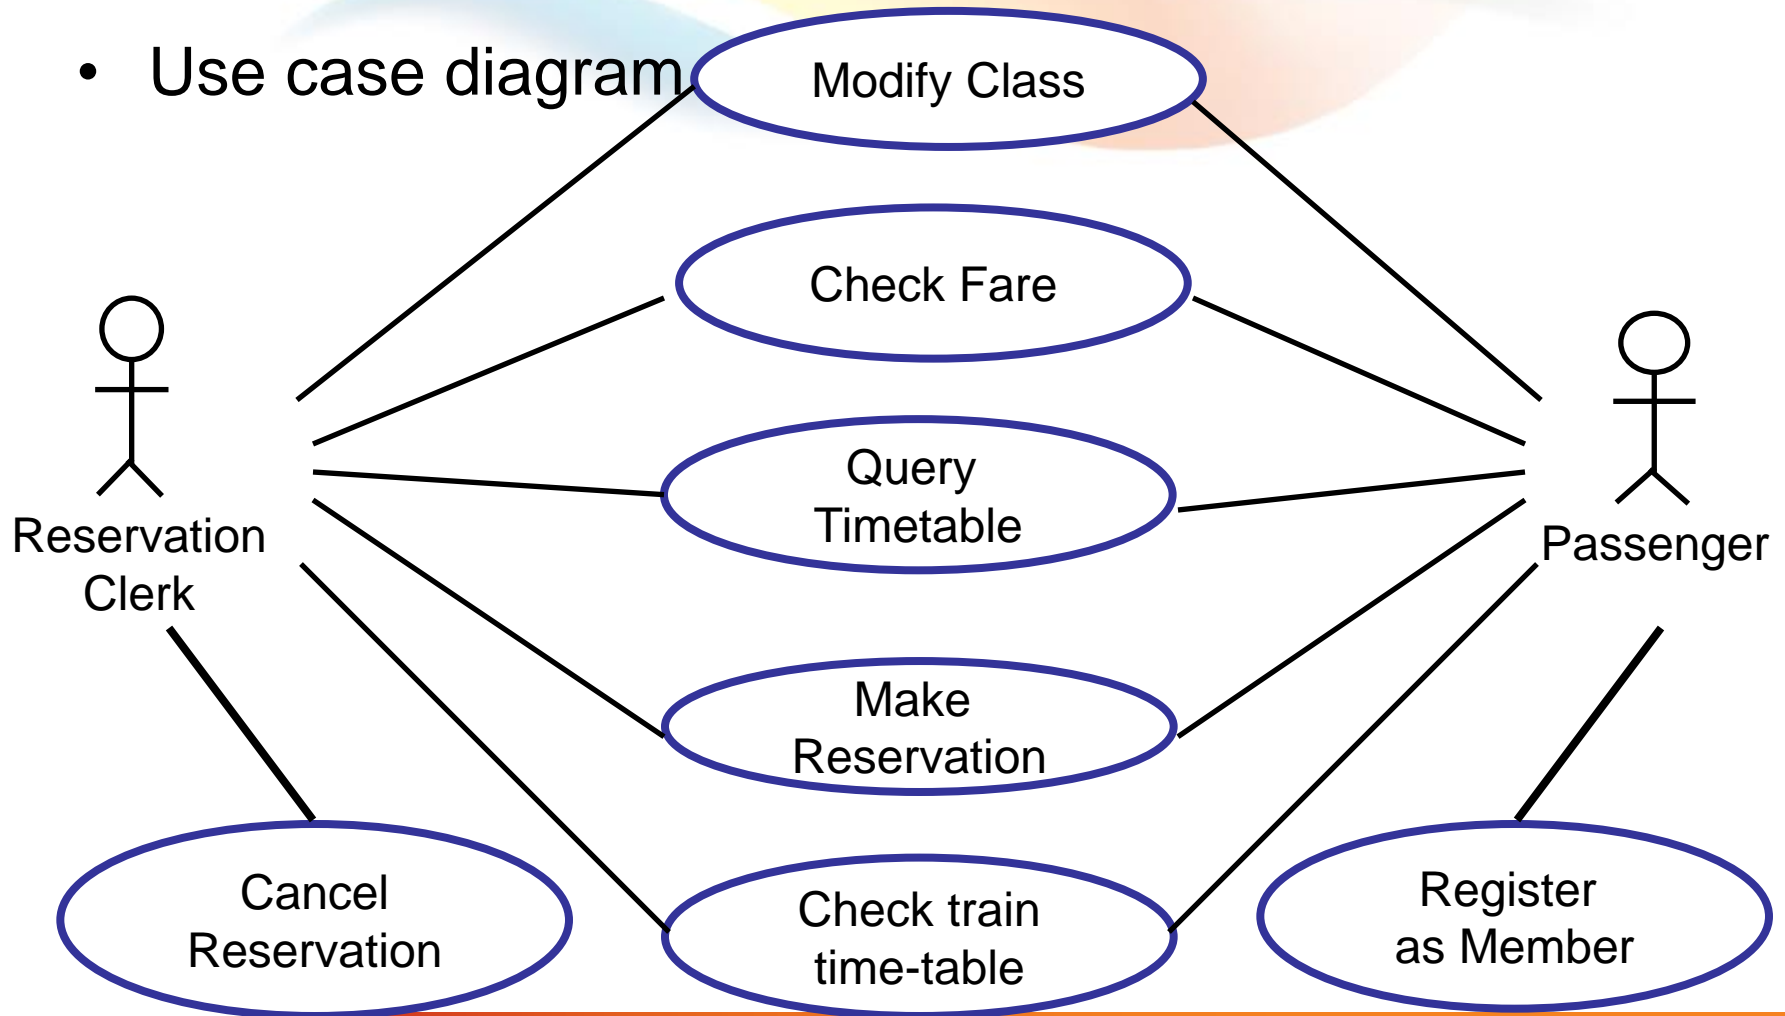 • Use case diagram
Modify Class
Check Fare
Query
Timetable
Reservation
Clerk
Passenger
Make
Reservation
Cancel
Reservation
Check train
time-table
Register
as Member